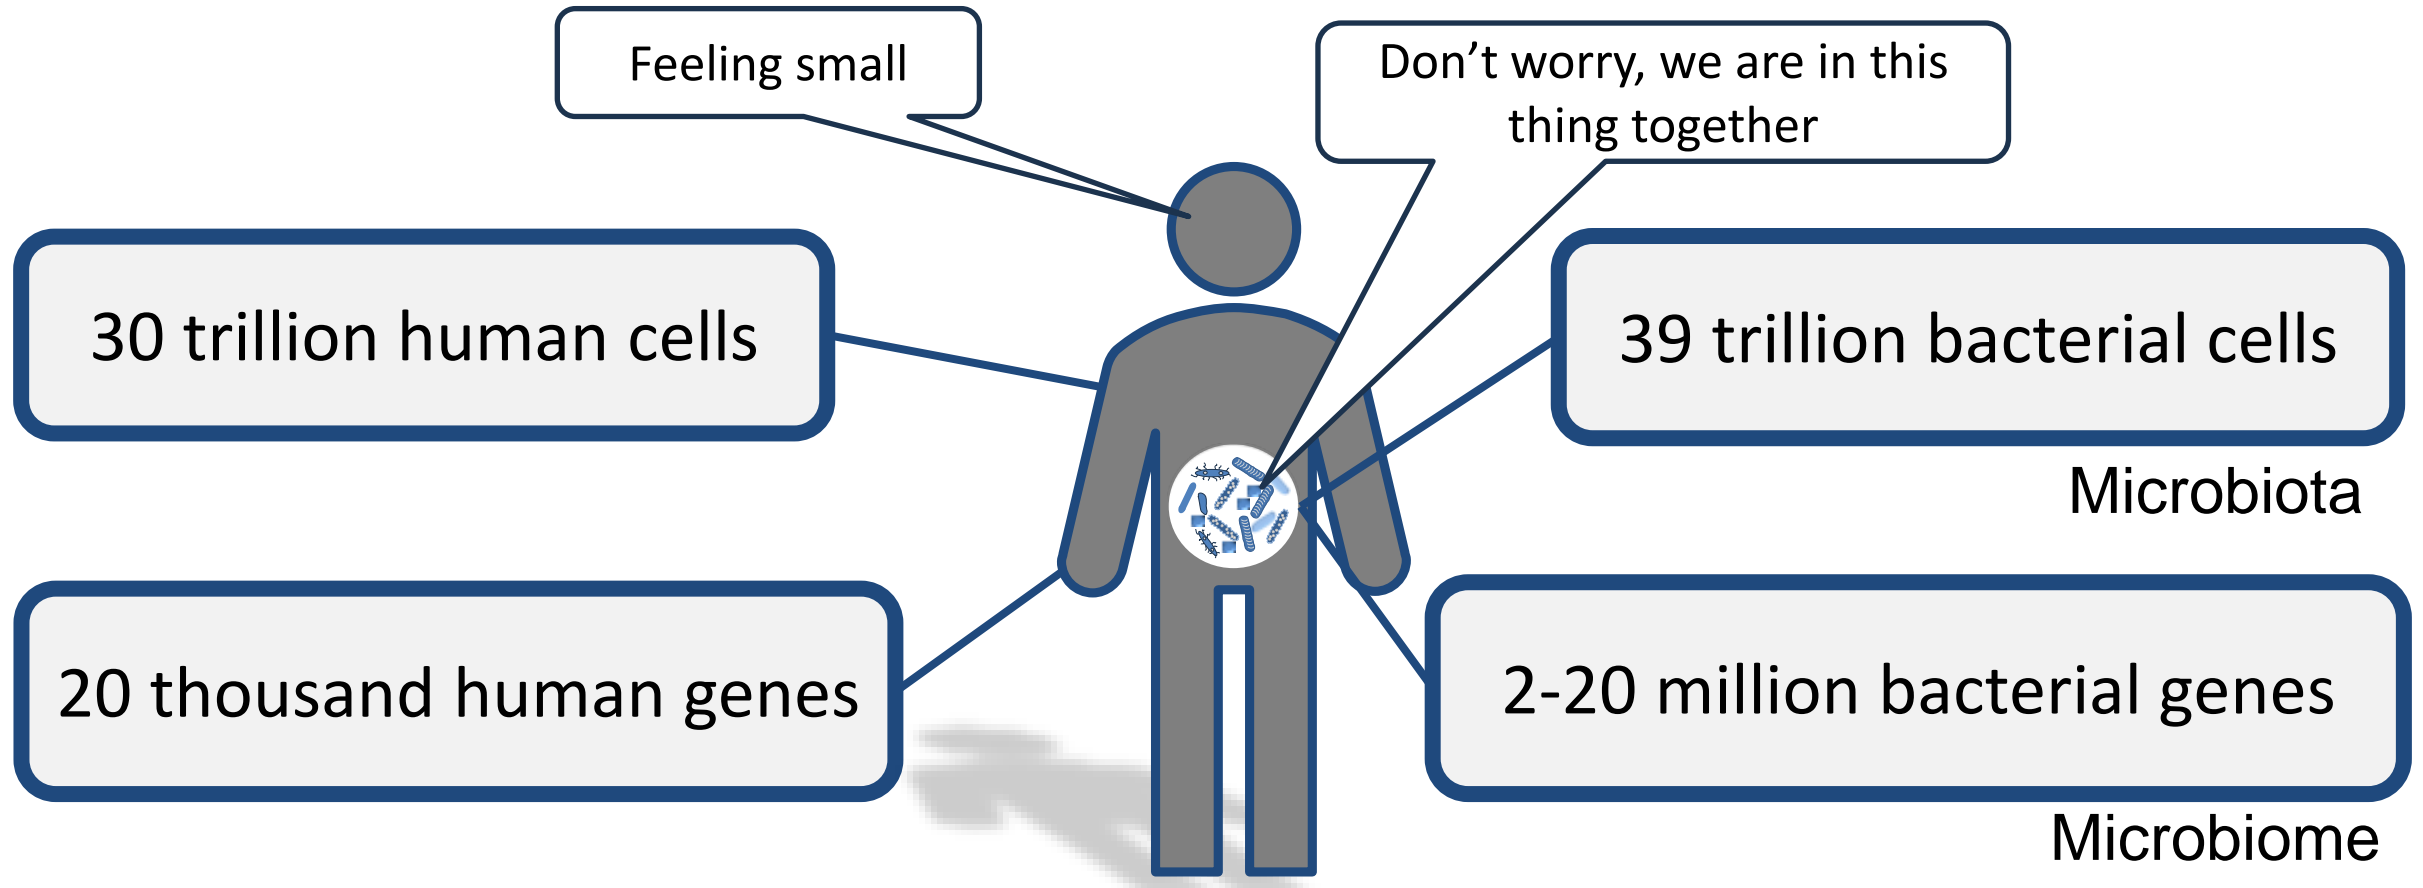 Feeling small
Don’t worry, we are in this
thing together
30 trillion human cells
39 trillion bacterial cells
Microbiota
20 thousand human genes
2-20 million bacterial genes
Microbiome